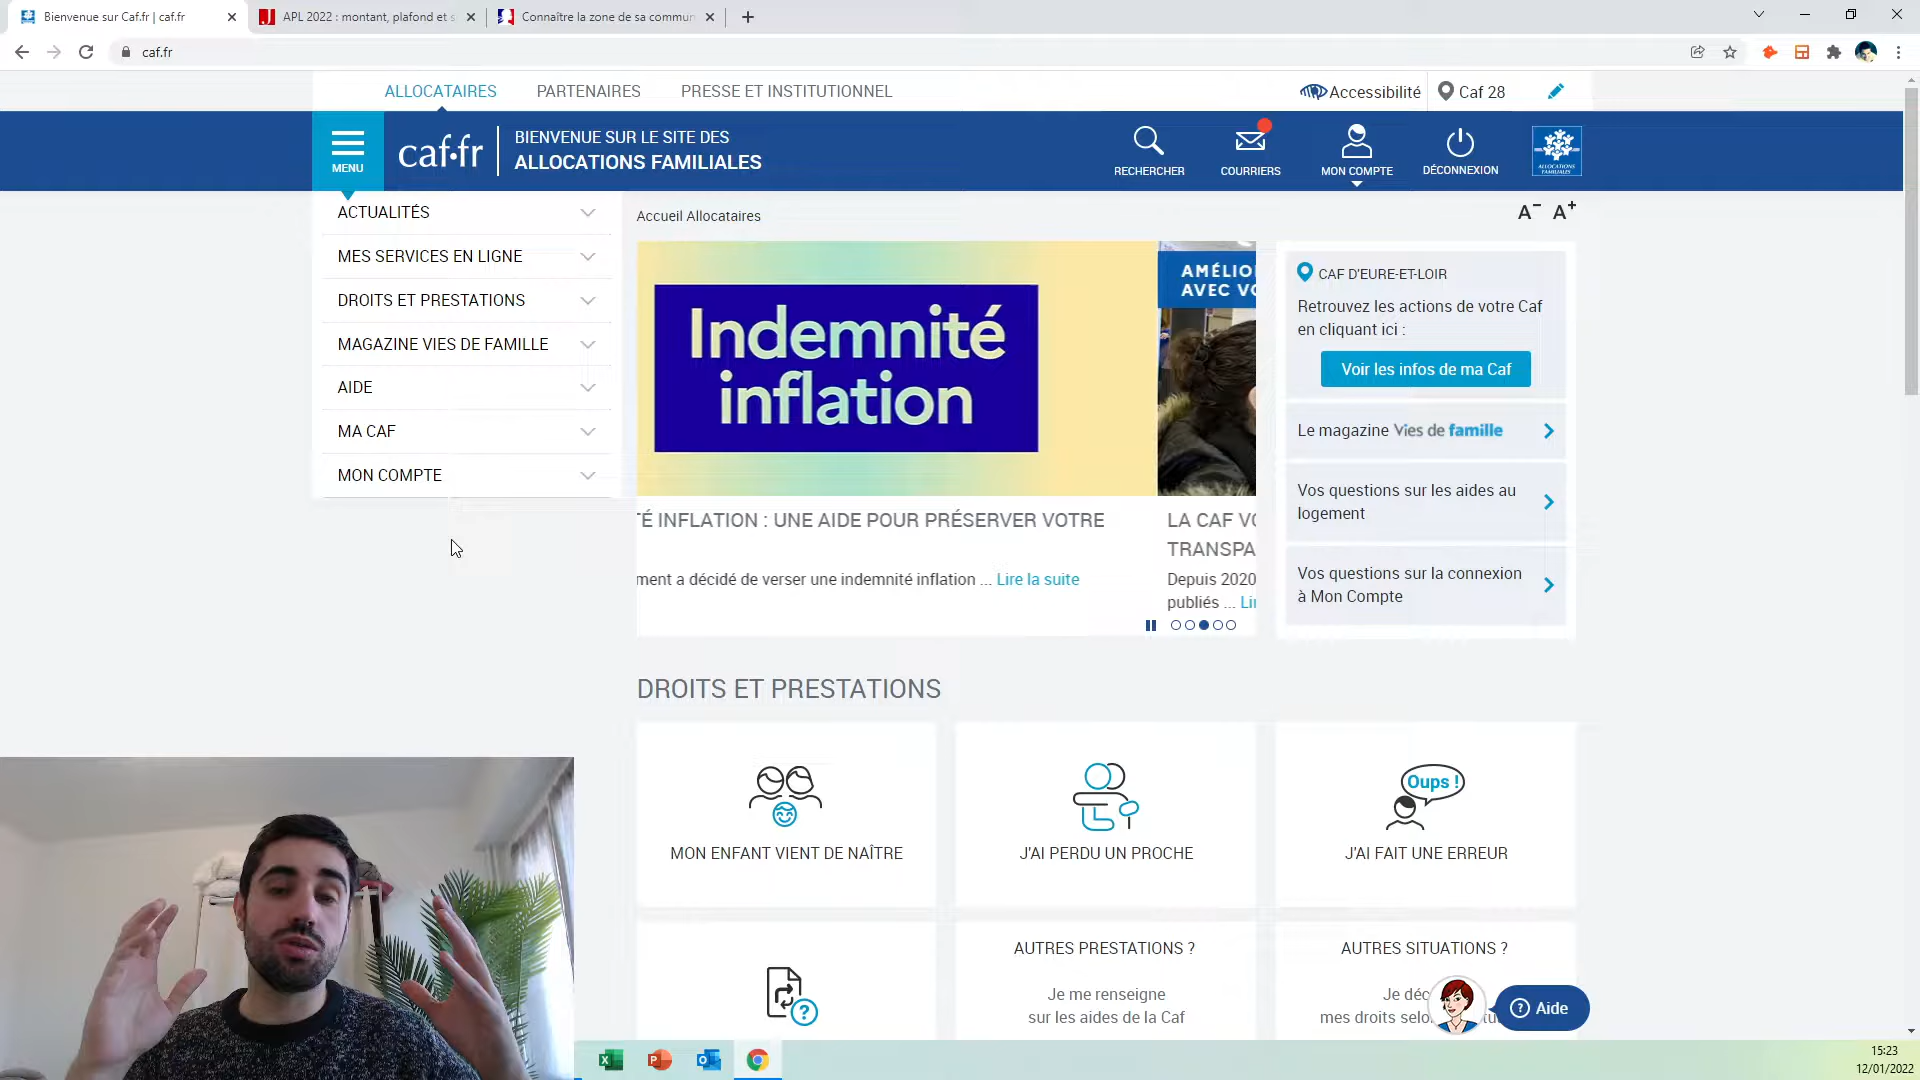 Bienvenue sur Caf.fr | caf.fr
APL 2022 : montant, plafond et s
Connaître la zone de sa commun
caf.fr
ALLOCATAIRES
PARTENAIRES
PRESSE ET INSTITUTIONNEL
Accessibilité
Caf 28
MENU
caf.fr
BIENVENUE SUR LE SITE DES
ALLOCATIONS FAMILIALES
RECHERCHER
COURRIERS
MON COMPTE
DÉCONNEXION
ALLOCATIONS
FAMILIALES
ACTUALITÉS
MES SERVICES EN LIGNE
DROITS ET PRESTATIONS
MAGAZINE VIES DE FAMILLE
AIDE
MA CAF
MON COMPTE
Accueil Allocataires
A- A+
Indemnité
inflation
AMÉLIO
AVEC VO
TÉ INFLATION : UNE AIDE POUR PRÉSERVER VOTRE
ment a décidé de verser une indemnité inflation ... Lire la suite
LA CAF VO
TRANSPA
Depuis 2020
publiés ... Lir
CAF D'EURE-ET-LOIR
Retrouvez les actions de votre Caf
en cliquant ici :
Voir les infos de ma Caf
Le magazine Vies de famille
Vos questions sur les aides au
logement
Vos questions sur la connexion
à Mon Compte
DROITS ET PRESTATIONS
MON ENFANT VIENT DE NAÎTRE
J'AI PERDU UN PROCHE
Oups !
J'AI FAIT UNE ERREUR
AUTRES PRESTATIONS ?
Je me renseigne
sur les aides de la Caf
AUTRES SITUATIONS ?
Je déc
mes droits selo
Aide
15:23
12/01/2022